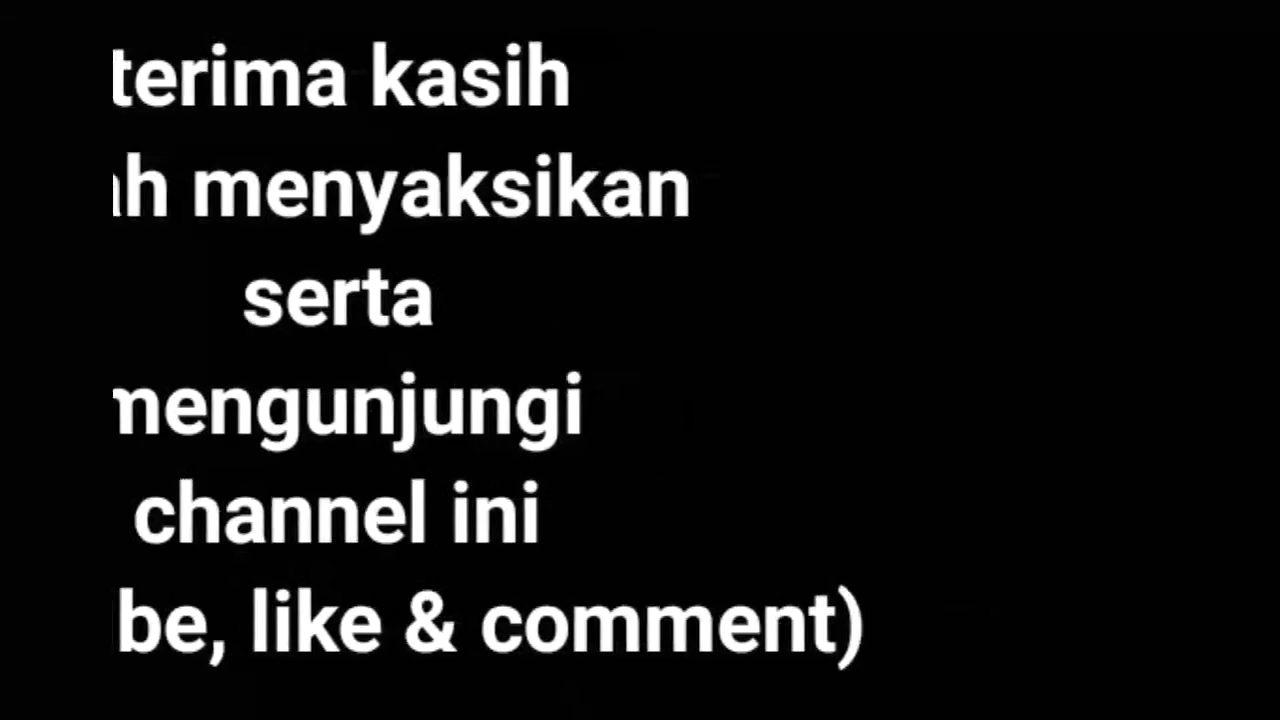 terima kasih
menyaksikan
serta
mengunjungi
channel ini
be, like & comment)